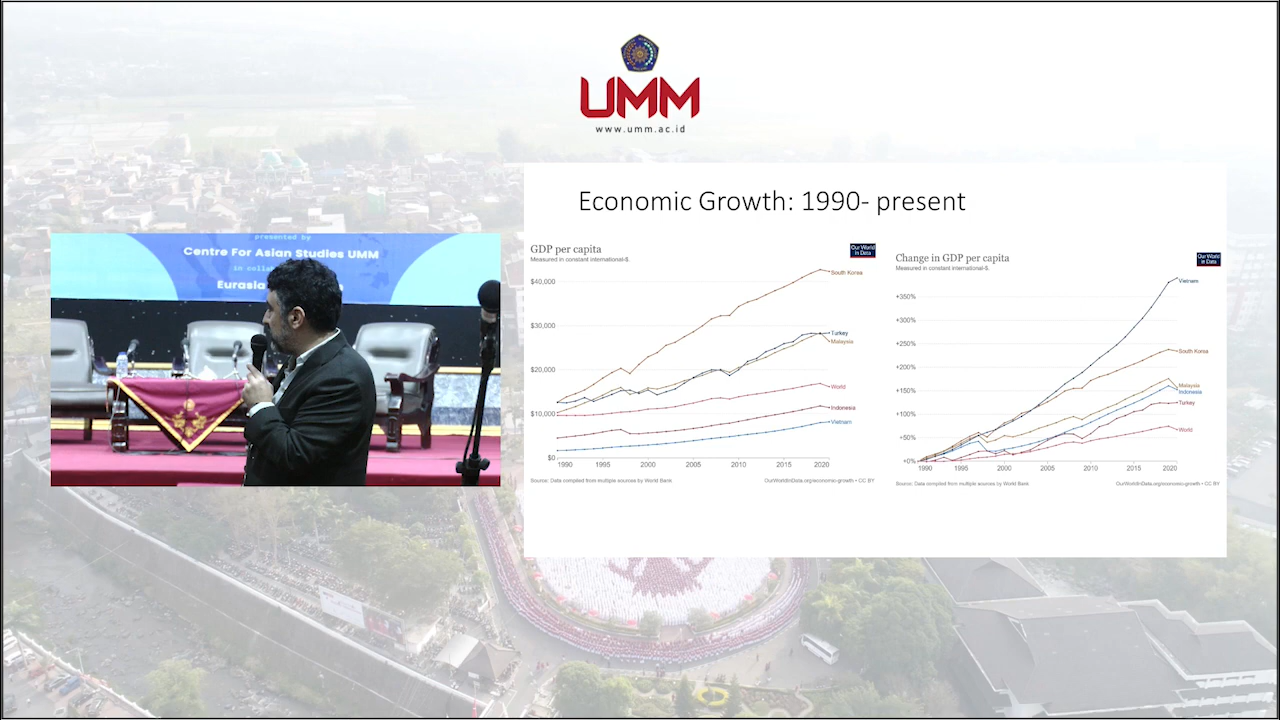 UMM
www.umm.ac.id
presented by
Centre For Asian Studies UMM
in collab
Eurasia
Economic Growth: 1990- present
GDP per capita
Measured in constant international-$.
Our World in Data
$40,000
$30,000
$20,000
$10,000
$0
South Korea
Turkey
Malaysia
World
Indonesia
Vietnam
1990 1995 2000 2005 2010 2015 2020
Source: Data compiled from multiple sources by World Bank
OurWorldInData.org/economic-growth • CC BY
Change in GDP per capita
Measured in constant international-$.
Our World in Data
+350%
+300%
+250%
+200%
+150%
+100%
+50%
+0%
Vietnam
South Korea
Malaysia
Indonesia
Turkey
World
1990 1995 2000 2005 2010 2015 2020
Source: Data compiled from multiple sources by World Bank
OurWorldInData.org/economic-growth • CC BY